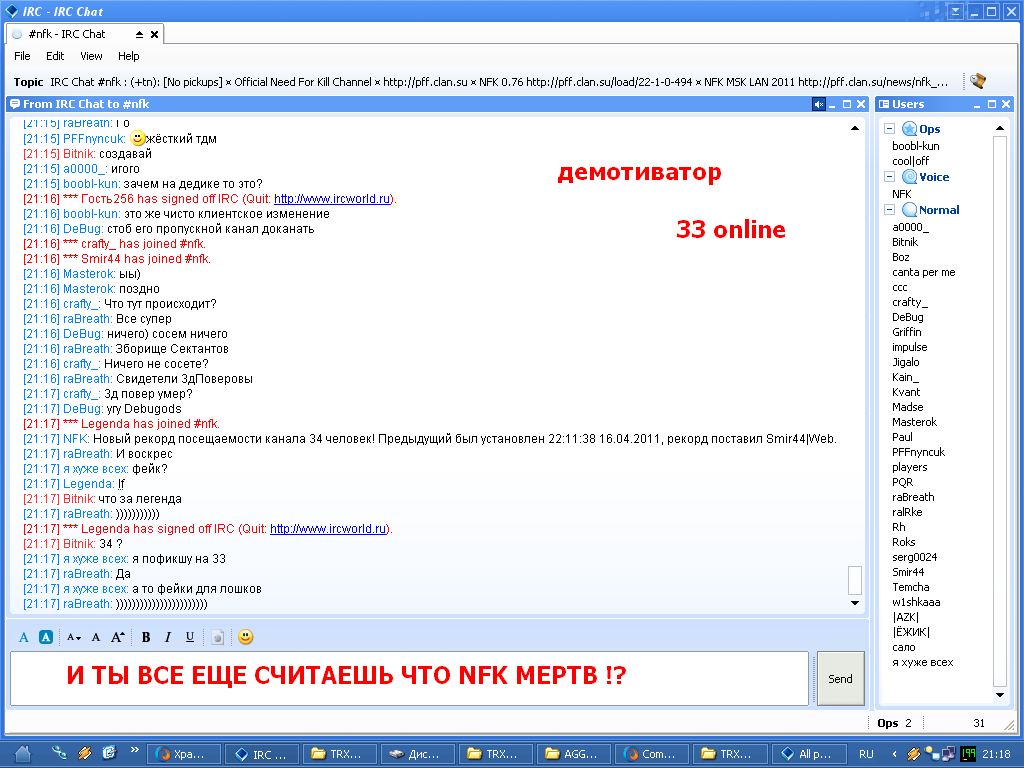 IRC - IRC Chat
#nfk - IRC Chat
File Edit View Help
Topic IRC Chat #nfk : (+tn): [No pickups] × Official Need For Kill Channel × http://pff.clan.su × NFK 0.76 http://pff.clan.su/load/22-1-0-494 × NFK MSK LAN 2011 http://pff.clan.su/news/nfk_...
From IRC Chat to #nfk
[21:15] raBreath: Го
[21:15] PFFnyncuk: жёсткий тдм
[21:15] Bitnik: создавай
[21:15] a0000_: игого
[21:15] boobl-kun: зачем на дедике то это?
[21:16] *** Гость256 has signed off IRC (Quit: http://www.ircworld.ru).
[21:16] boobl-kun: это же чисто клиентское изменение
[21:16] DeBug: стоб его пропускной канал доканать
[21:16] *** crafty_ has joined #nfk.
[21:16] *** Smir44 has joined #nfk.
[21:16] Masterok: ыы)
[21:16] Masterok: поздно
[21:16] crafty_: Что тут происходит?
[21:16] raBreath: Все супер
[21:16] DeBug: ничего) сосем ничего
[21:16] raBreath: Зборище Сектантов
[21:16] crafty_: Ничего не сосете?
[21:16] raBreath: Свидетели 3дПоверовы
[21:17] crafty_: 3д повер умер?
[21:17] DeBug: угу Debugods
[21:17] *** Legenda has joined #nfk.
[21:17] NFK: Новый рекорд посещаемости канала 34 человек! Предыдущий был установлен 22:11:38 16.04.2011, рекорд поставил Smir44|Web.
[21:17] raBreath: И воскрес
[21:17] я хуже всех: фейк?
[21:17] Legenda: !f
[21:17] Bitnik: что за легенда
[21:17] raBreath: )))))))))))
[21:17] *** Legenda has signed off IRC (Quit: http://www.ircworld.ru).
[21:17] Bitnik: 34 ?
[21:17] я хуже всех: я пофикшу на 33
[21:17] raBreath: Да
[21:17] я хуже всех: а то фейки для лошков
[21:17] raBreath: )))))))))))))))))))))))
демотиватор
33 online
Users
Ops
boobl-kun
cool|off
Voice
NFK
Normal
a0000_
Bitnik
Boz
canta per me
ccc
crafty_
DeBug
Griffin
impulse
Jigalo
Kain_
Kvant
Madse
Masterok
Paul
PFFnyncuk
players
PQR
raBreath
ralRke
Rh
Roks
serg0024
Smir44
Temcha
w1shkaaa
|AZK|
|ЁЖИК|
сало
я хуже всех
A A A A A B I U
И ТЫ ВСЕ ЕЩЕ СЧИТАЕШЬ ЧТО NFK МЕРТВ !?
Send
Ops 2 31
» Хра... IRC ... TRX... Дис... TRX... AGG... Com... TRX... All p... RU 199 21:18